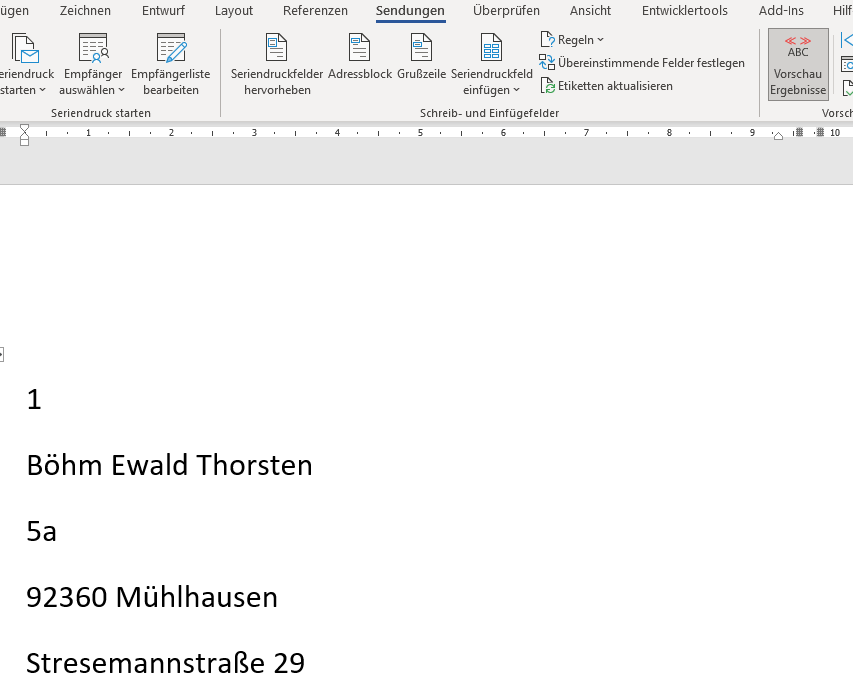 ügen Zeichnen Entwurf Layout Referenzen Sendungen Überprüfen Ansicht Entwicklertools Add-Ins Hilf
eriendruck starten
Empfänger auswählen
Empfängerliste bearbeiten
Seriendruckfelder hervorheben
Adressblock
Grußzeile
Seriendruckfeld einfügen
Regeln
Übereinstimmende Felder festlegen
Etiketten aktualisieren
ABC
Vorschau Ergebnisse
Seriendruck starten
Schreib- und Einfügefelder
Vorsch
1 2 3 4 5 6 7 8 9 10
1
Böhm Ewald Thorsten
5a
92360 Mühlhausen
Stresemannstraße 29